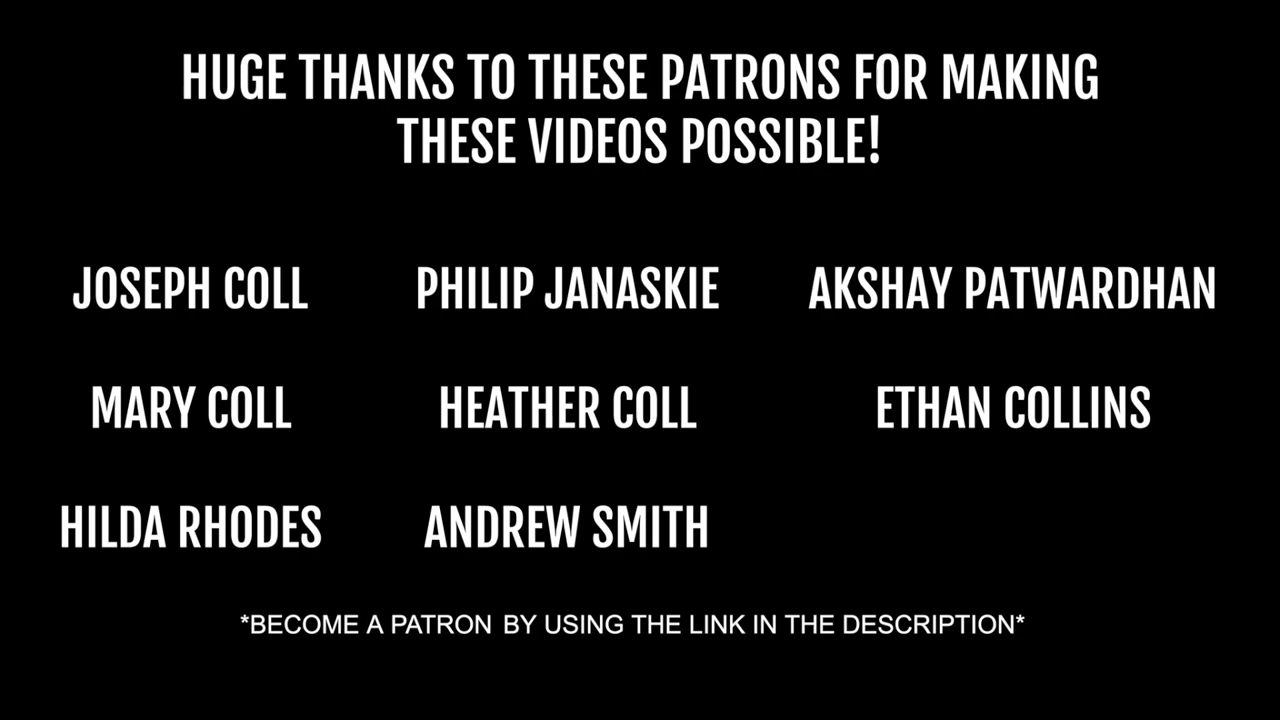 HUGE THANKS TO THESE PATRONS FOR MAKING
THESE VIDEOS POSSIBLE!
JOSEPH COLL PHILIP JANASKIE AKSHAY PATWARDHAN
MARY COLL HEATHER COLL ETHAN COLLINS
HILDA RHODES ANDREW SMITH
*BECOME A PATRON BY USING THE LINK IN THE DESCRIPTION*